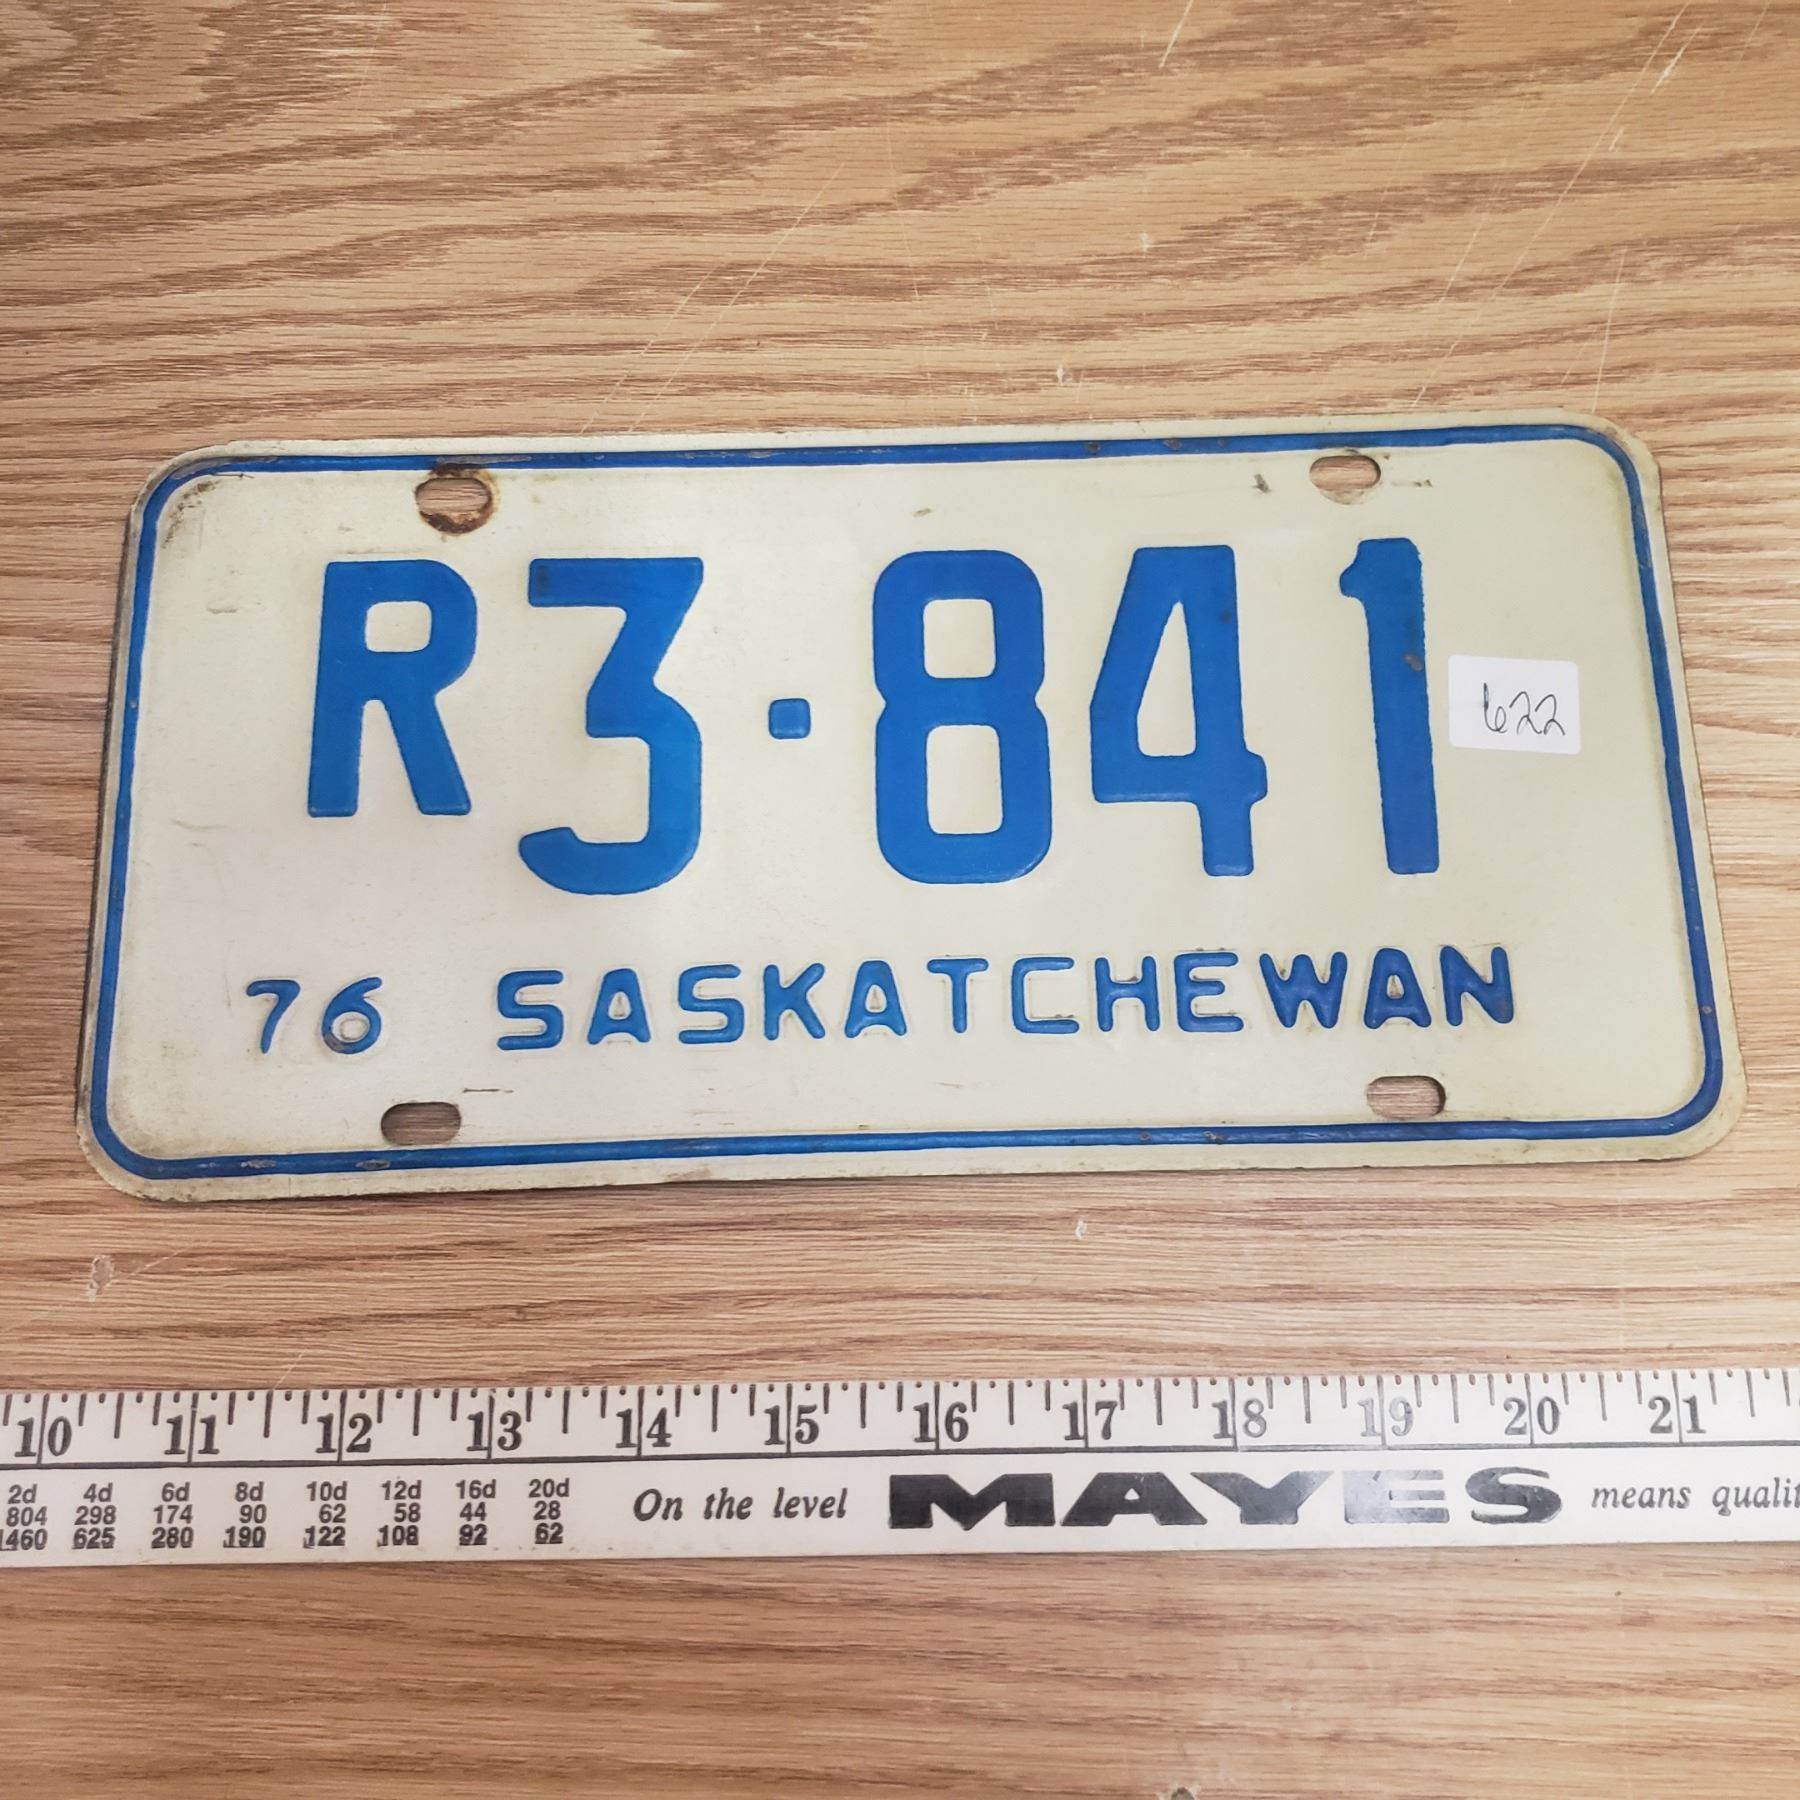 R3·841
622
76 SASKATCHEWAN
10 11 12 13 14 15 16 17 18 19 20 21
2d 4d 6d 8d 10d 12d 16d 20d
804 298 174 90 62 58 44 28
1460 625 280 190 122 108 92 62
On the level MAYES means qualit